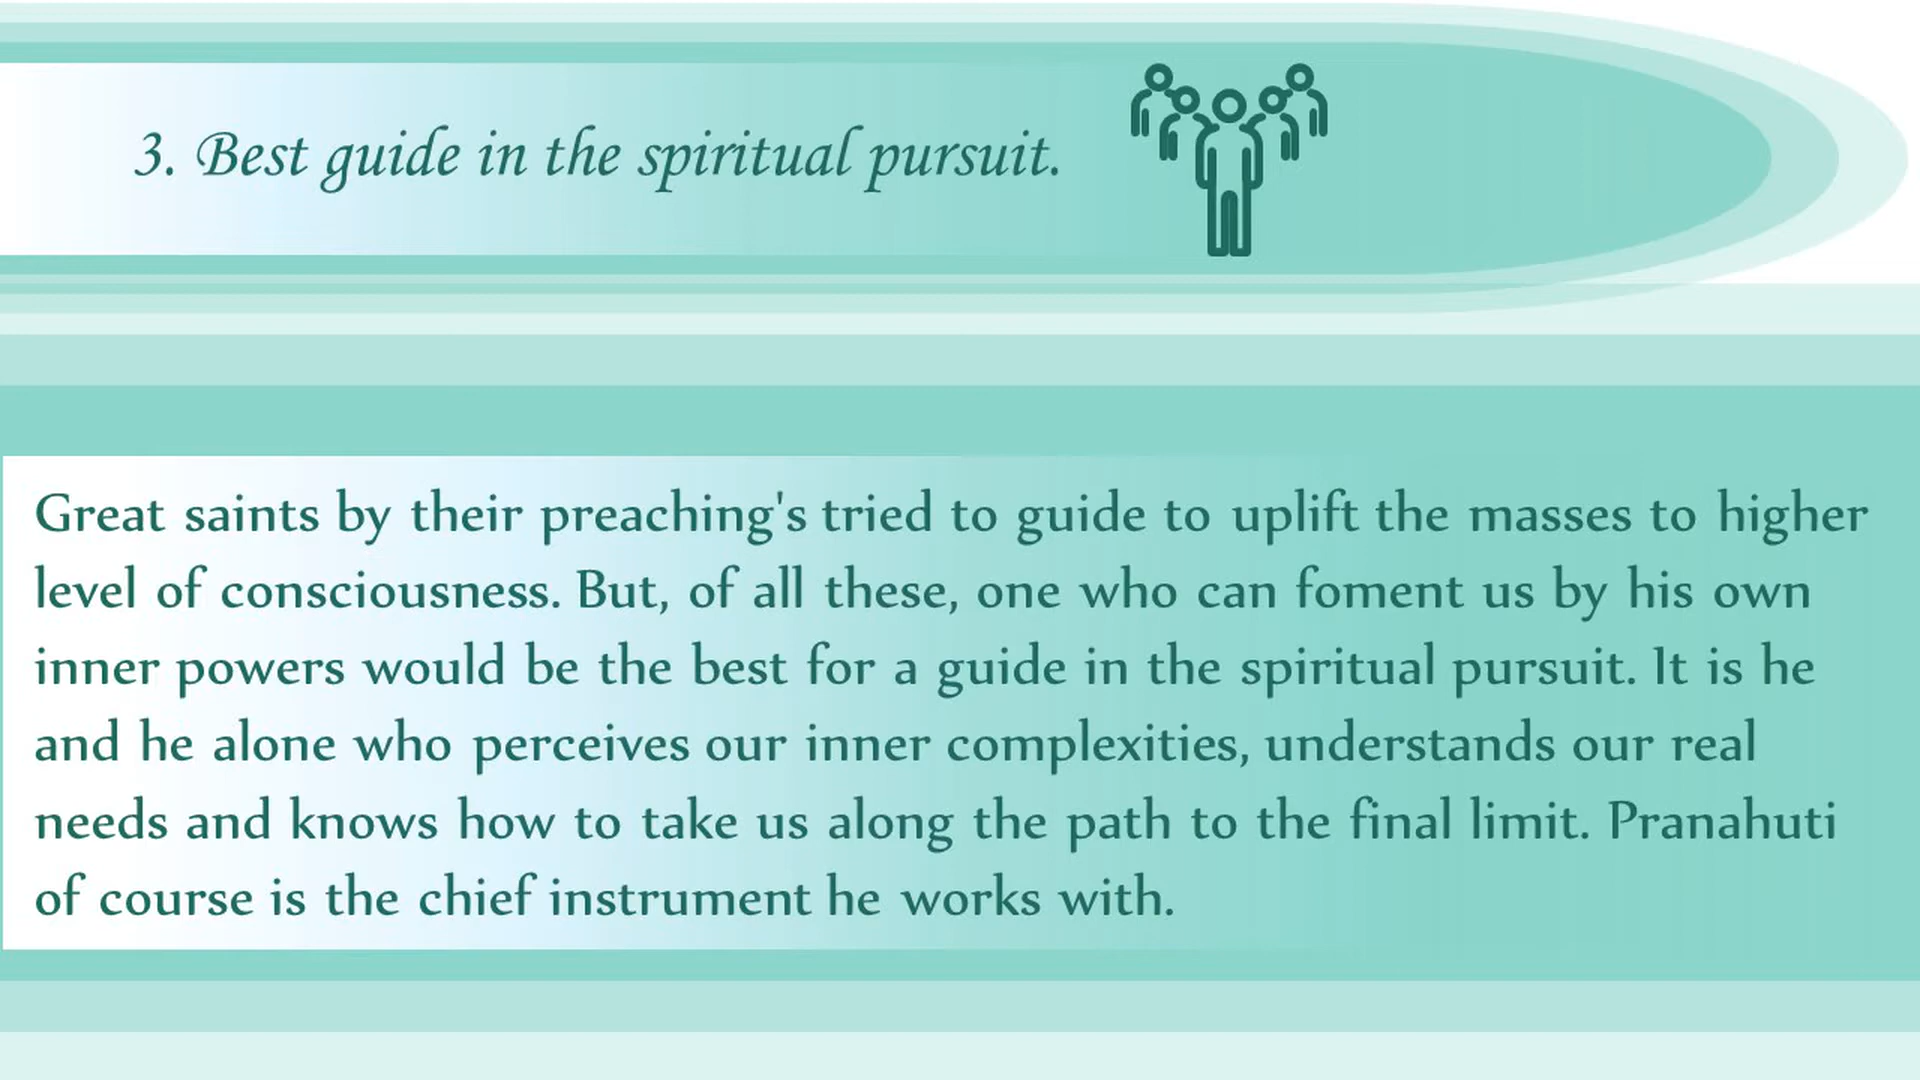 3. Best guide in the spiritual pursuit.
Great saints by their preaching's tried to guide to uplift the masses to higher
level of consciousness. But, of all these, one who can foment us by his own
inner powers would be the best for a guide in the spiritual pursuit. It is he
and he alone who perceives our inner complexities, understands our real
needs and knows how to take us along the path to the final limit. Pranahuti
of course is the chief instrument he works with.